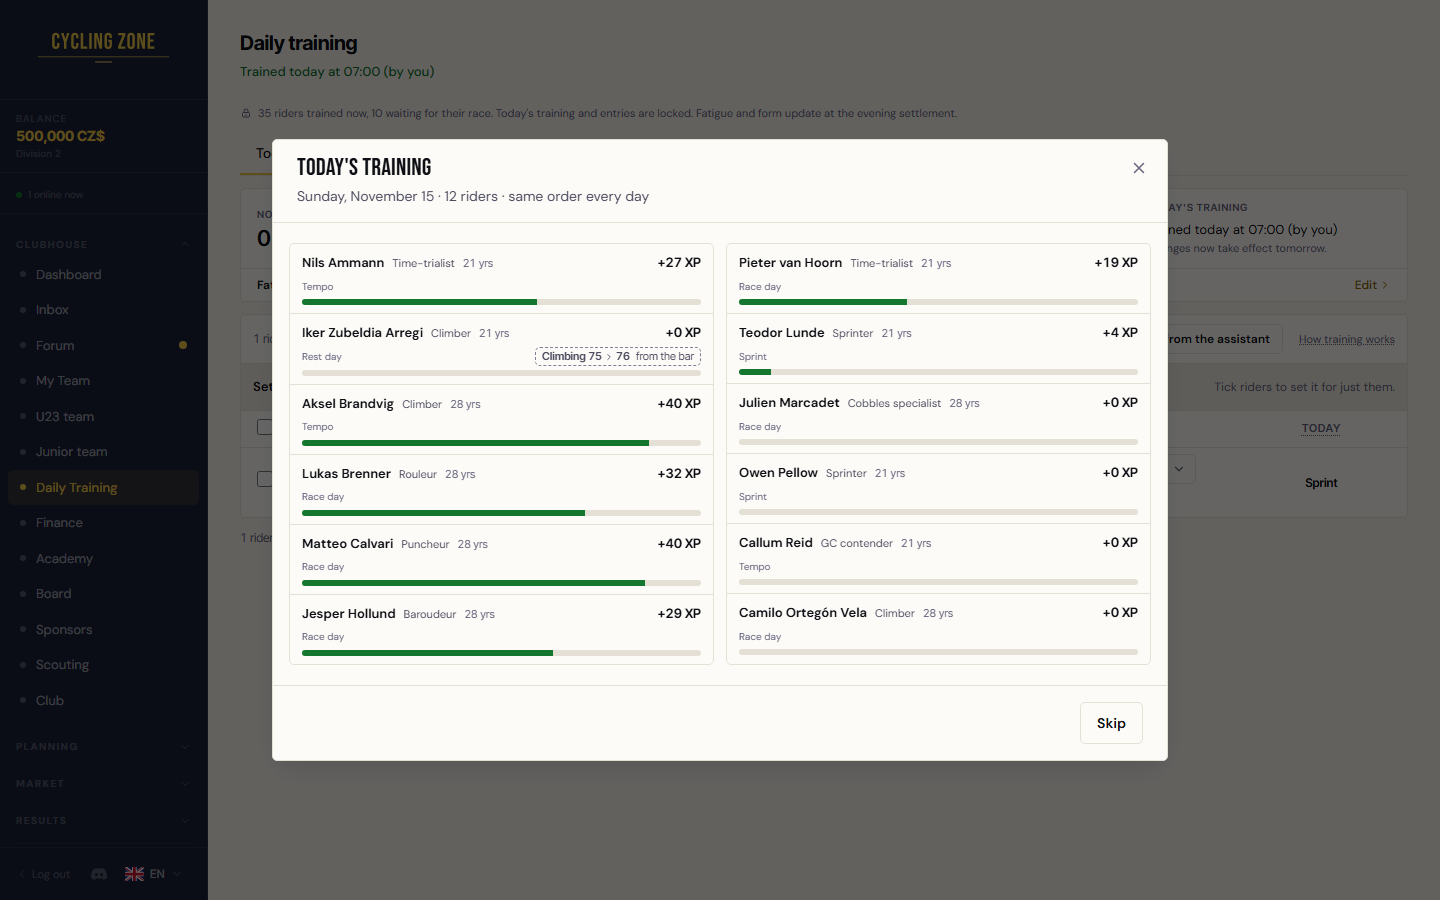 CYCLING ZONE
BALANCE
500,000 CZ$
Division 2
1 online now
CLUBHOUSE
Dashboard
Inbox
Forum
My Team
U23 team
Junior team
Daily Training
Finance
Academy
Board
Sponsors
Scouting
Club
PLANNING
MARKET
RESULTS
Log out
EN
Daily training
Trained today at 07:00 (by you)
35 riders trained now, 10 waiting for their race. Today's training and entries are locked. Fatigue and form update at the evening settlement.
TODAY'S TRAINING
Sunday, November 15 · 12 riders · same order every day
Nils Ammann Time-trialist 21 yrs +27 XP
Tempo
Iker Zubeldia Arregi Climber 21 yrs +0 XP
Rest day Climbing 75 › 76 from the bar
Aksel Brandvig Climber 28 yrs +40 XP
Tempo
Lukas Brenner Rouleur 28 yrs +32 XP
Race day
Matteo Calvari Puncheur 28 yrs +40 XP
Race day
Jesper Hollund Baroudeur 28 yrs +29 XP
Race day
Pieter van Hoorn Time-trialist 21 yrs +19 XP
Race day
Teodor Lunde Sprinter 21 yrs +4 XP
Sprint
Julien Marcadet Cobbles specialist 28 yrs +0 XP
Race day
Owen Pellow Sprinter 21 yrs +0 XP
Sprint
Callum Reid GC contender 21 yrs +0 XP
Tempo
Camilo Ortegón Vela Climber 28 yrs +0 XP
Race day
Skip
AY'S TRAINING
ned today at 07:00 (by you)
nges now take effect tomorrow.
Edit ›
rom the assistant
How training works
Tick riders to set it for just them.
TODAY
Sprint
1 rider